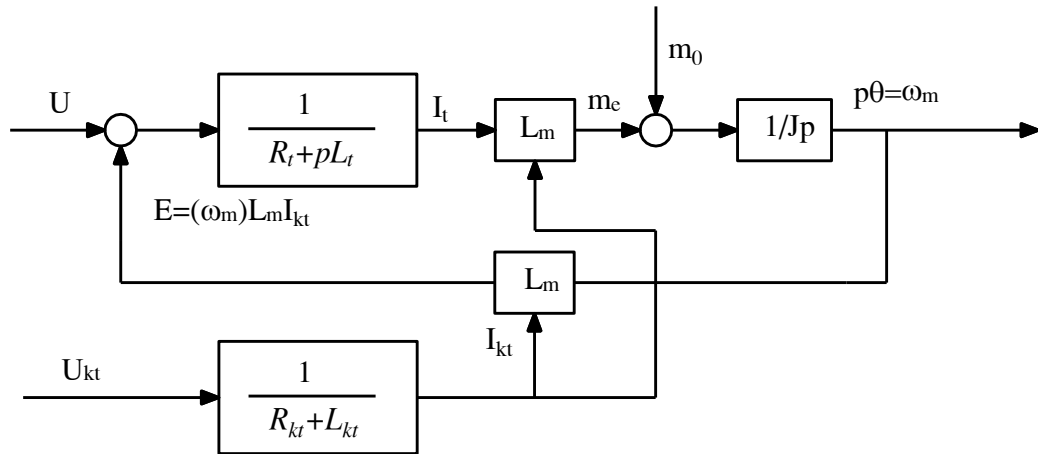 m₀
U
1
Rₜ+pLₜ
Iₜ
Lₘ
mₑ
1/Jp
pθ=ωₘ
E=(ωₘ)LₘIₖₜ
Lₘ
Iₖₜ
Uₖₜ
1
Rₖₜ+Lₖₜ